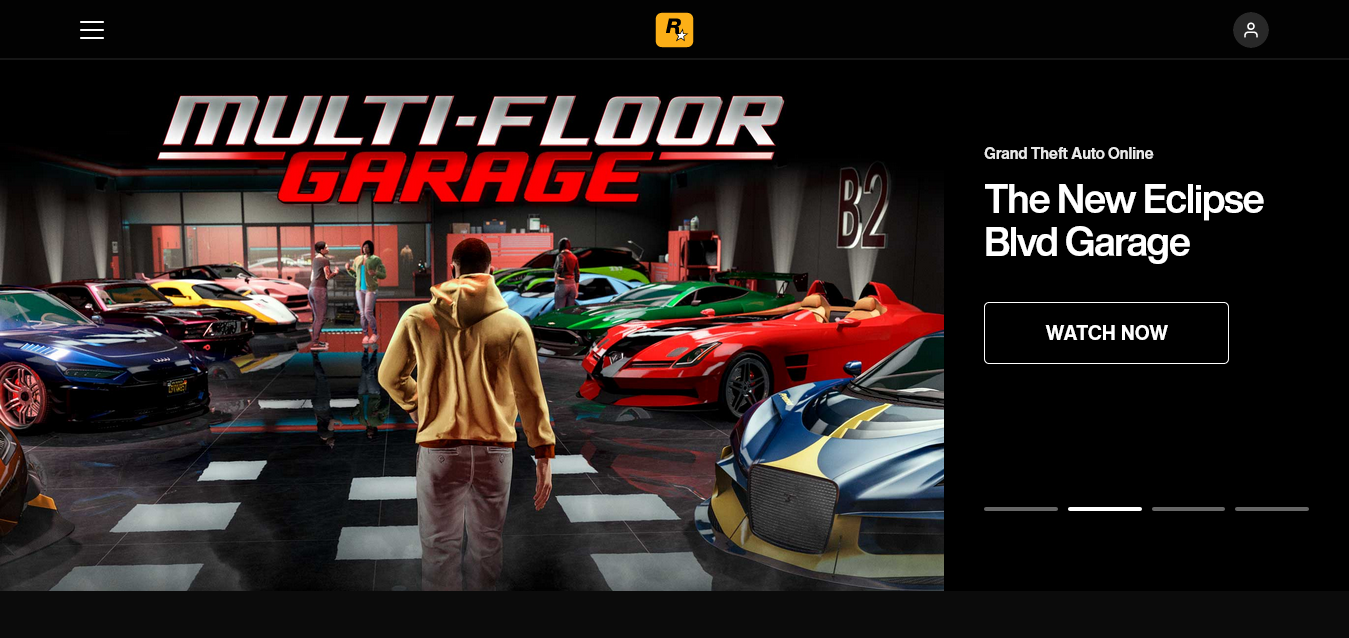 R
MULTI-FLOOR
GARAGE
B2
Grand Theft Auto Online
The New Eclipse
Blvd Garage
WATCH NOW